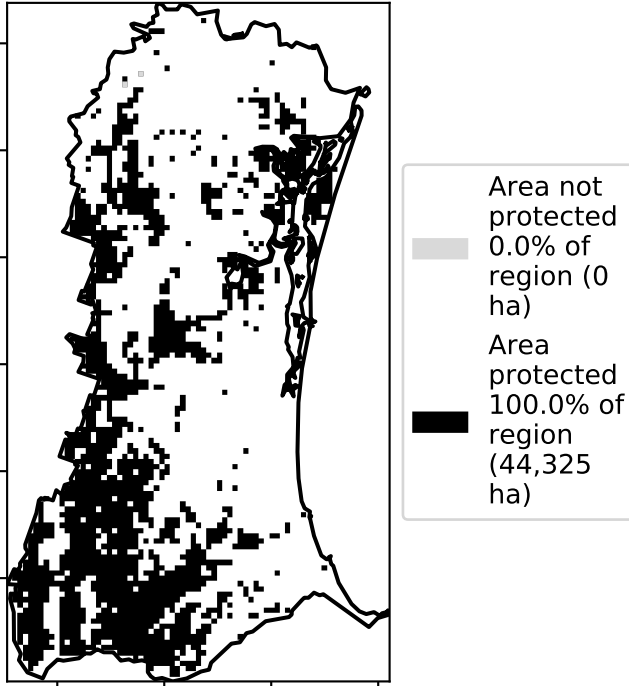 Area not
protected
0.0% of
region (0
ha)
Area
protected
100.0% of
region
(44,325
ha)